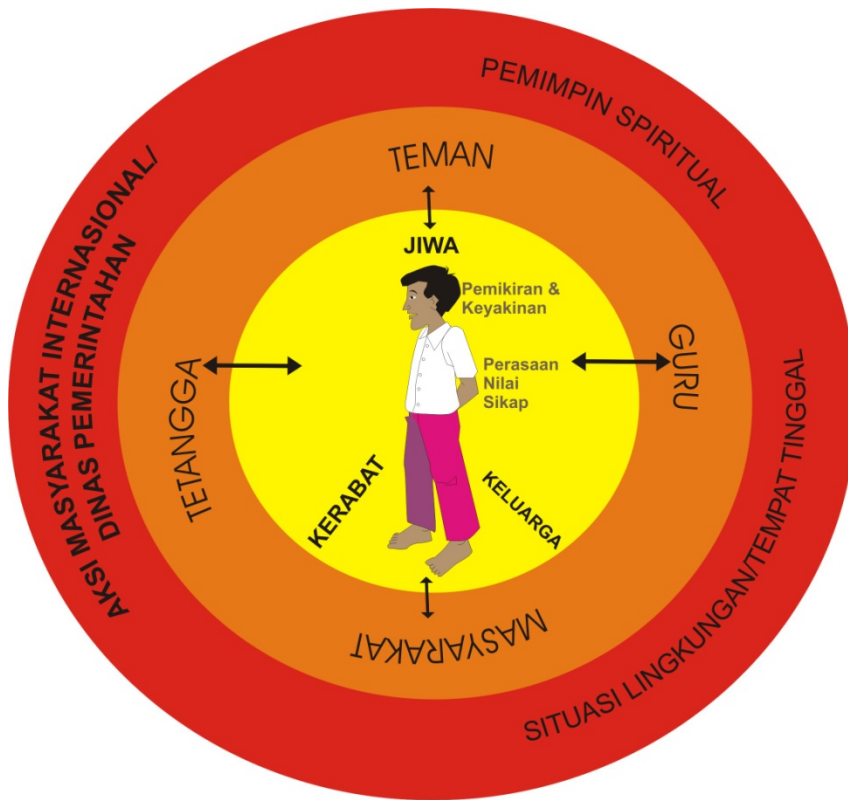 PEMIMPIN SPIRITUAL
AKSI MASYARAKAT INTERNASIONAL/
DINAS PEMERINTAHAN
SITUASI LINGKUNGAN/TEMPAT TINGGAL
TEMAN
TETANGGA
GURU
MASYARAKAT
JIWA
Pemikiran &
Keyakinan
Perasaan
Nilai
Sikap
KERABAT
KELUARGA